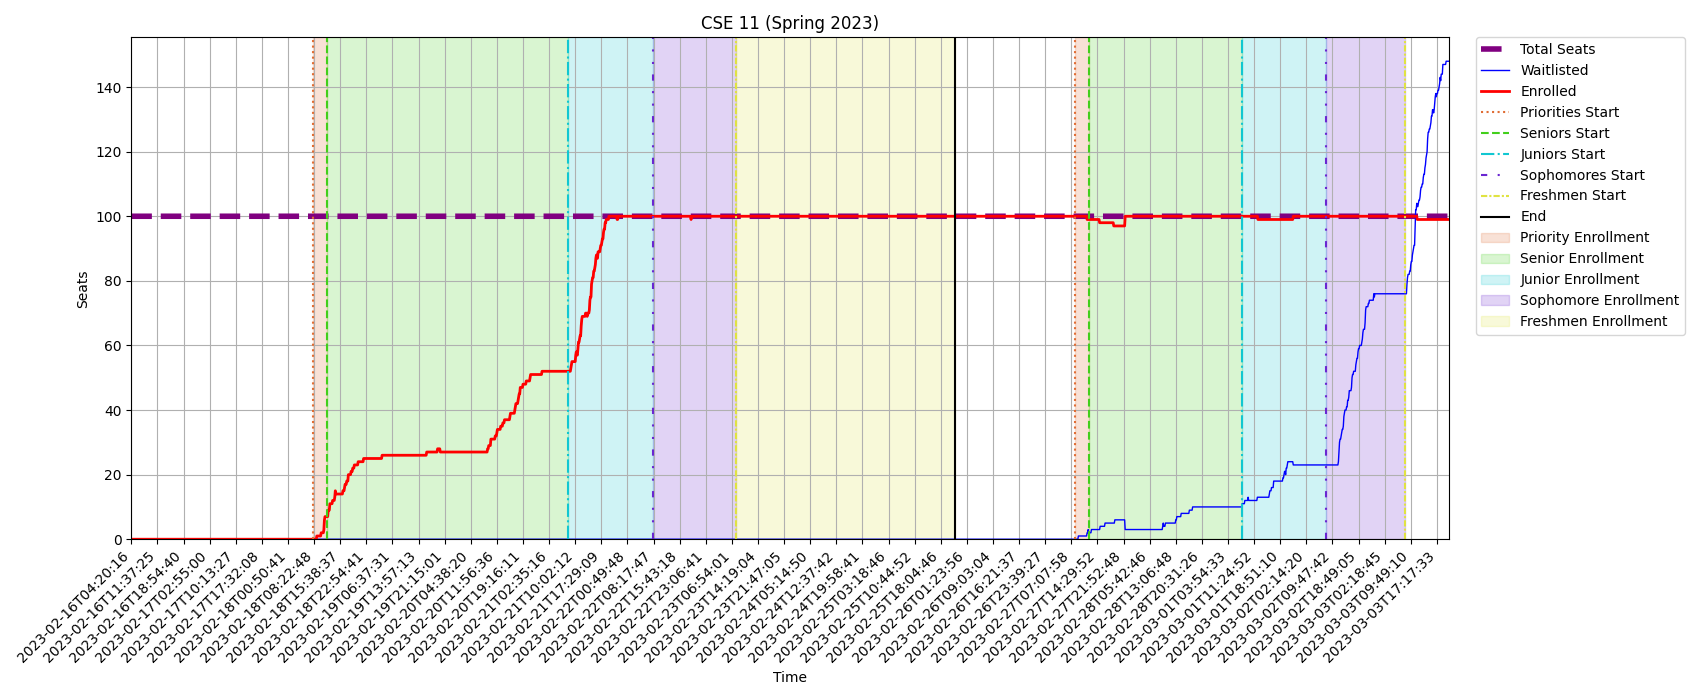 CSE 11 (Spring 2023)
Seats
140
120
100
80
60
40
20
0
2023-02-16T04:20:16
2023-02-16T11:37:25
2023-02-16T18:54:40
2023-02-17T02:55:00
2023-02-17T10:13:27
2023-02-17T17:32:09
2023-02-18T00:50:41
2023-02-18T08:22:48
2023-02-18T15:38:37
2023-02-18T22:54:41
2023-02-19T06:37:31
2023-02-19T13:57:13
2023-02-19T21:15:01
2023-02-20T04:38:20
2023-02-20T11:56:36
2023-02-20T19:16:11
2023-02-21T02:35:16
2023-02-21T10:02:12
2023-02-21T17:29:09
2023-02-22T00:49:48
2023-02-22T08:17:47
2023-02-22T15:43:18
2023-02-22T23:06:41
2023-02-23T06:54:01
2023-02-23T14:19:04
2023-02-23T21:47:05
2023-02-24T05:14:50
2023-02-24T12:37:42
2023-02-24T19:58:41
2023-02-25T03:18:46
2023-02-25T10:44:52
2023-02-25T18:04:46
2023-02-26T01:23:56
2023-02-26T09:03:04
2023-02-26T16:21:37
2023-02-26T23:39:27
2023-02-27T07:07:58
2023-02-27T14:29:52
2023-02-27T21:52:48
2023-02-28T05:42:46
2023-02-28T13:06:48
2023-02-28T20:31:26
2023-03-01T03:54:33
2023-03-01T11:24:52
2023-03-01T18:51:10
2023-03-02T02:14:20
2023-03-02T09:47:42
2023-03-02T18:49:05
2023-03-03T02:18:45
2023-03-03T09:49:10
2023-03-03T17:17:33
Time
Total Seats
Waitlisted
Enrolled
Priorities Start
Seniors Start
Juniors Start
Sophomores Start
Freshmen Start
End
Priority Enrollment
Senior Enrollment
Junior Enrollment
Sophomore Enrollment
Freshmen Enrollment